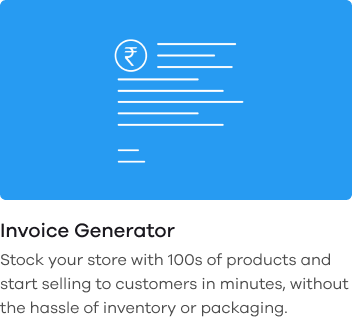 ₹
Invoice Generator
Stock your store with 100s of products and
start selling to customers in minutes, without
the hassle of inventory or packaging.